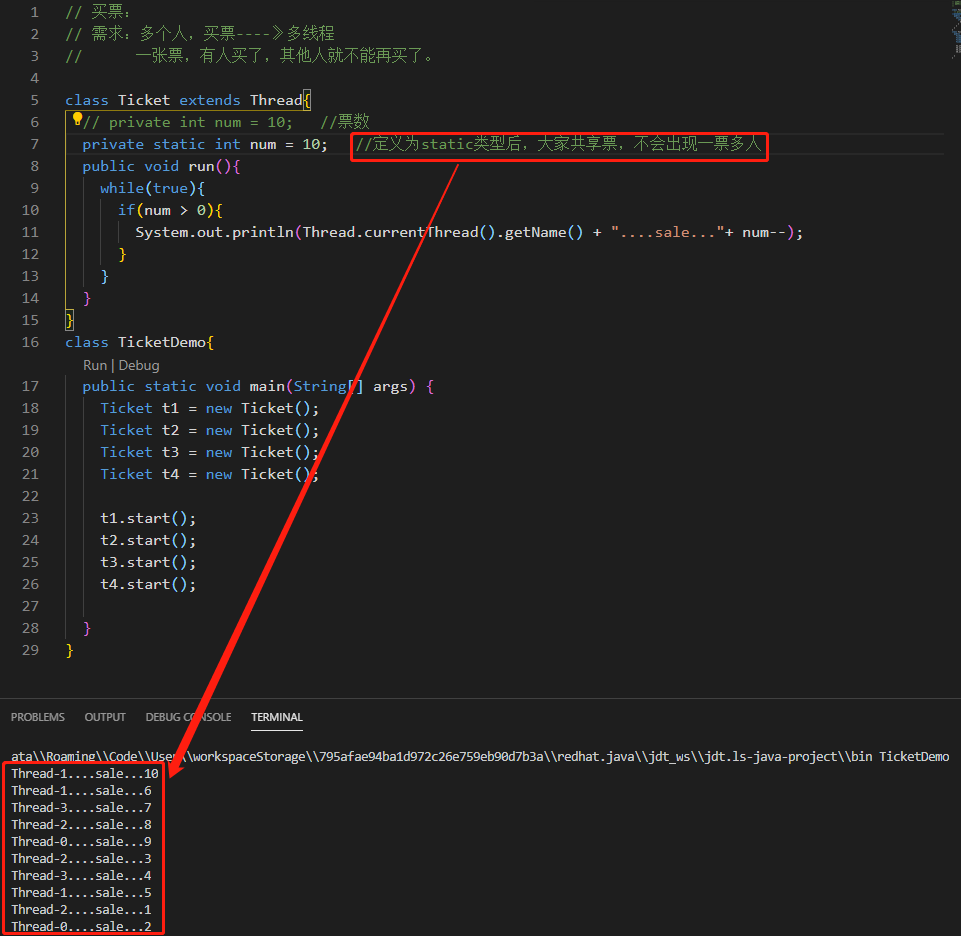 1 // 买票:
2 // 需求: 多个人, 买票----》多线程
3 // 一张票, 有人买了, 其他人就不能再买了。
4
5 class Ticket extends Thread{
6 // private int num = 10; //票数
7 private static int num = 10; //定义为static类型后, 大家共享票, 不会出现一票多人
8 public void run(){
9 while(true){
10 if(num > 0){
11 System.out.println(Thread.currentThread().getName() + "....sale..."+ num--);
12 }
13 }
14 }
15 }
16 class TicketDemo{
Run | Debug
17 public static void main(String[] args) {
18 Ticket t1 = new Ticket();
19 Ticket t2 = new Ticket();
20 Ticket t3 = new Ticket();
21 Ticket t4 = new Ticket();
22
23 t1.start();
24 t2.start();
25 t3.start();
26 t4.start();
27
28 }
29 }
PROBLEMS OUTPUT DEBUG CONSOLE TERMINAL
ata\\Roaming\\Code\\User\\workspaceStorage\\795afae94ba1d972c26e759eb90d7b3a\\redhat.java\\jdt_ws\\jdt.ls-java-project\\bin TicketDemo
Thread-1....sale...10
Thread-1....sale...6
Thread-3....sale...7
Thread-2....sale...8
Thread-0....sale...9
Thread-2....sale...3
Thread-3....sale...4
Thread-1....sale...5
Thread-2....sale...1
Thread-0....sale...2